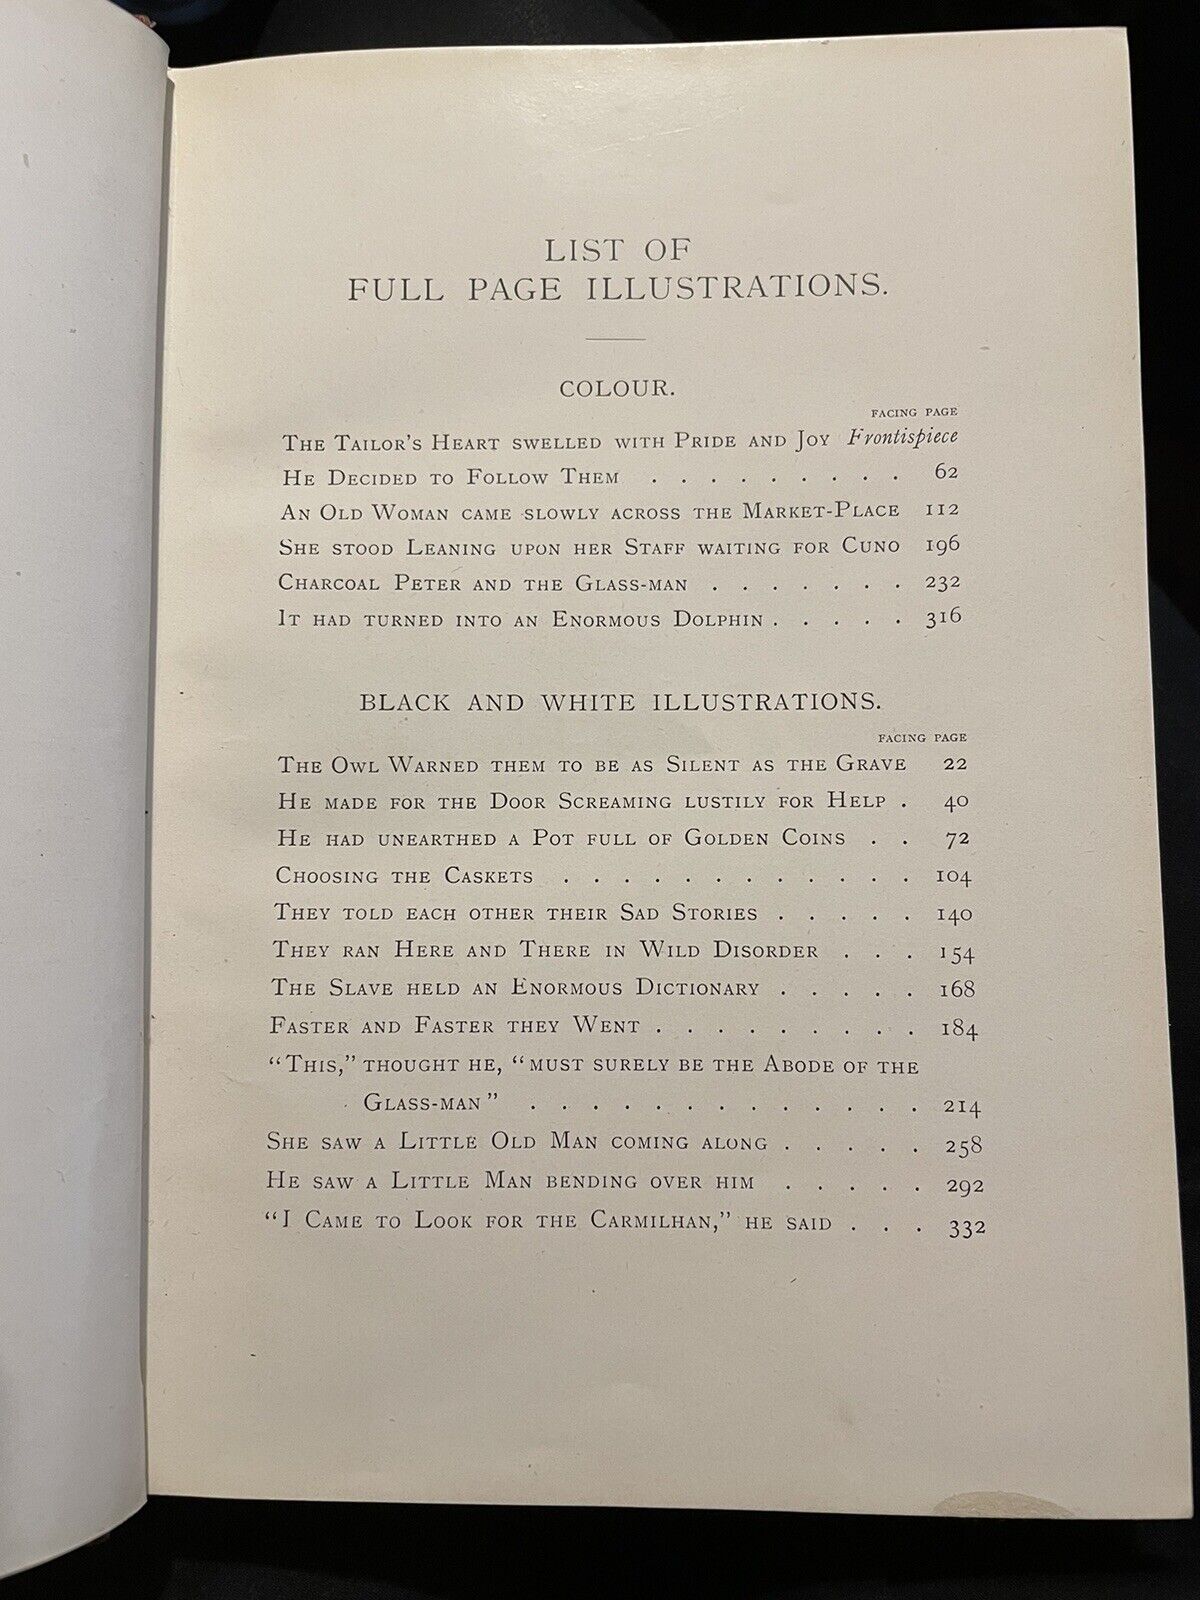 LIST OF
FULL PAGE ILLUSTRATIONS.
COLOUR.
FACING PAGE
THE TAILOR'S HEART SWELLED WITH PRIDE AND JOY Frontispiece
HE DECIDED TO FOLLOW THEM . . . . . . . . . 62
AN OLD WOMAN CAME SLOWLY ACROSS THE MARKET-PLACE 112
SHE STOOD LEANING UPON HER STAFF WAITING FOR CUNO 196
CHARCOAL PETER AND THE GLASS-MAN . . . . . . . 232
IT HAD TURNED INTO AN ENORMOUS DOLPHIN . . . . . 316
BLACK AND WHITE ILLUSTRATIONS.
FACING PAGE
THE OWL WARNED THEM TO BE AS SILENT AS THE GRAVE 22
HE MADE FOR THE DOOR SCREAMING LUSTILY FOR HELP . 40
HE HAD UNEARTHED A POT FULL OF GOLDEN COINS . . 72
CHOOSING THE CASKETS . . . . . . . . . . . . 104
THEY TOLD EACH OTHER THEIR SAD STORIES . . . . . 140
THEY RAN HERE AND THERE IN WILD DISORDER . . . 154
THE SLAVE HELD AN ENORMOUS DICTIONARY . . . . . 168
FASTER AND FASTER THEY WENT . . . . . . . . . 184
"THIS," THOUGHT HE, "MUST SURELY BE THE ABODE OF THE
GLASS-MAN" . . . . . . . . . . . . . 214
SHE SAW A LITTLE OLD MAN COMING ALONG . . . . . 258
HE SAW A LITTLE MAN BENDING OVER HIM . . . . . 292
"I CAME TO LOOK FOR THE CARMILHAN," HE SAID . . . 332